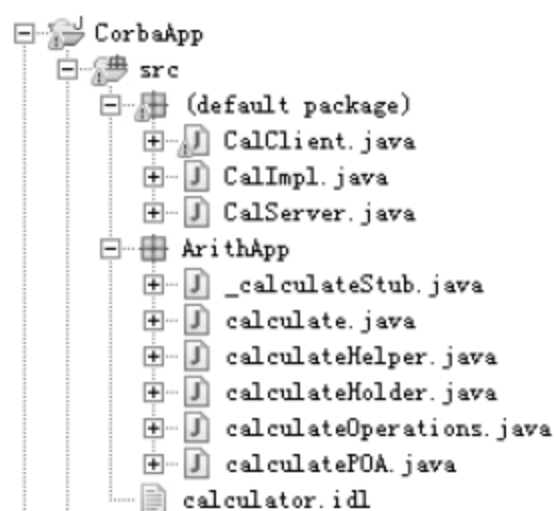 CorbaApp
src
(default package)
CalClient.java
CalImpl.java
CalServer.java
ArithApp
_calculateStub.java
calculate.java
calculateHelper.java
calculateHolder.java
calculateOperations.java
calculatePOA.java
calculator.idl